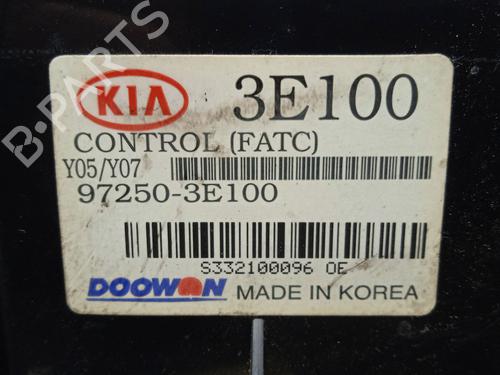 KIA 3E100
CONTROL (FATC)
Y05/Y07
97250-3E100
S332100096 OE
DOOWON MADE IN KOREA
B-PARTS